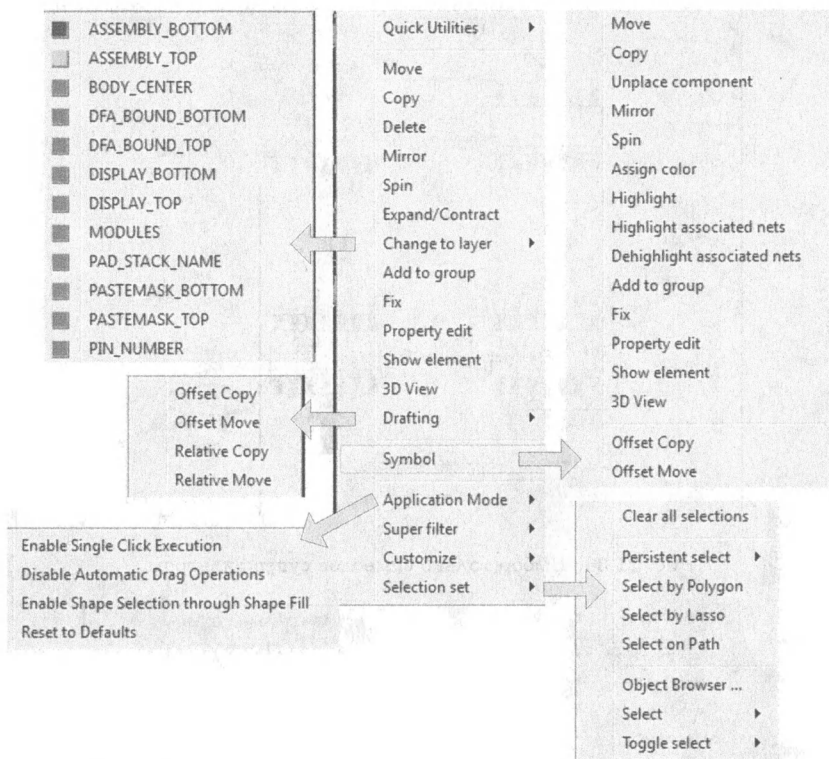 ASSEMBLY_BOTTOM
ASSEMBLY_TOP
BODY_CENTER
DFA_BOUND_BOTTOM
DFA_BOUND_TOP
DISPLAY_BOTTOM
DISPLAY_TOP
MODULES
PAD_STACK_NAME
PASTEMASK_BOTTOM
PASTEMASK_TOP
PIN_NUMBER
Offset Copy
Offset Move
Relative Copy
Relative Move
Enable Single Click Execution
Disable Automatic Drag Operations
Enable Shape Selection through Shape Fill
Reset to Defaults
Quick Utilities
Move
Copy
Delete
Mirror
Spin
Expand/Contract
Change to layer
Add to group
Fix
Property edit
Show element
3D View
Drafting
Symbol
Application Mode
Super filter
Customize
Selection set
Move
Copy
Unplace component
Mirror
Spin
Assign color
Highlight
Highlight associated nets
Dehighlight associated nets
Add to group
Fix
Property edit
Show element
3D View
Offset Copy
Offset Move
Clear all selections
Persistent select
Select by Polygon
Select by Lasso
Select on Path
Object Browser ...
Select
Toggle select